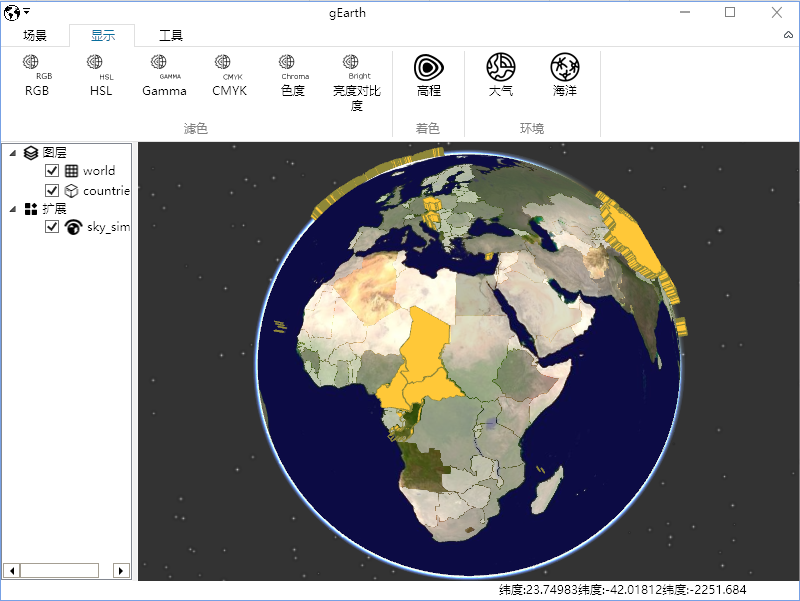 gEarth
场景 显示 工具
RGB HSL GAMMA CMYK Chroma Bright
RGB HSL Gamma CMYK 色度 亮度对比度 高程 大气 海洋
滤色 着色 环境
图层
world
countrie
扩展
sky_sim
纬度:23.74983纬度:-42.01812纬度:-2251.684